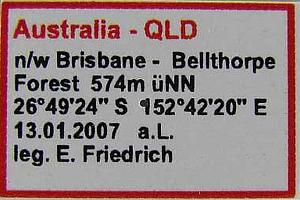 Australia - QLD
n/w Brisbane - Bellthorpe
Forest 574m üNN
26°49'24" S 152°42'20" E
13.01.2007 a.L.
leg. E. Friedrich